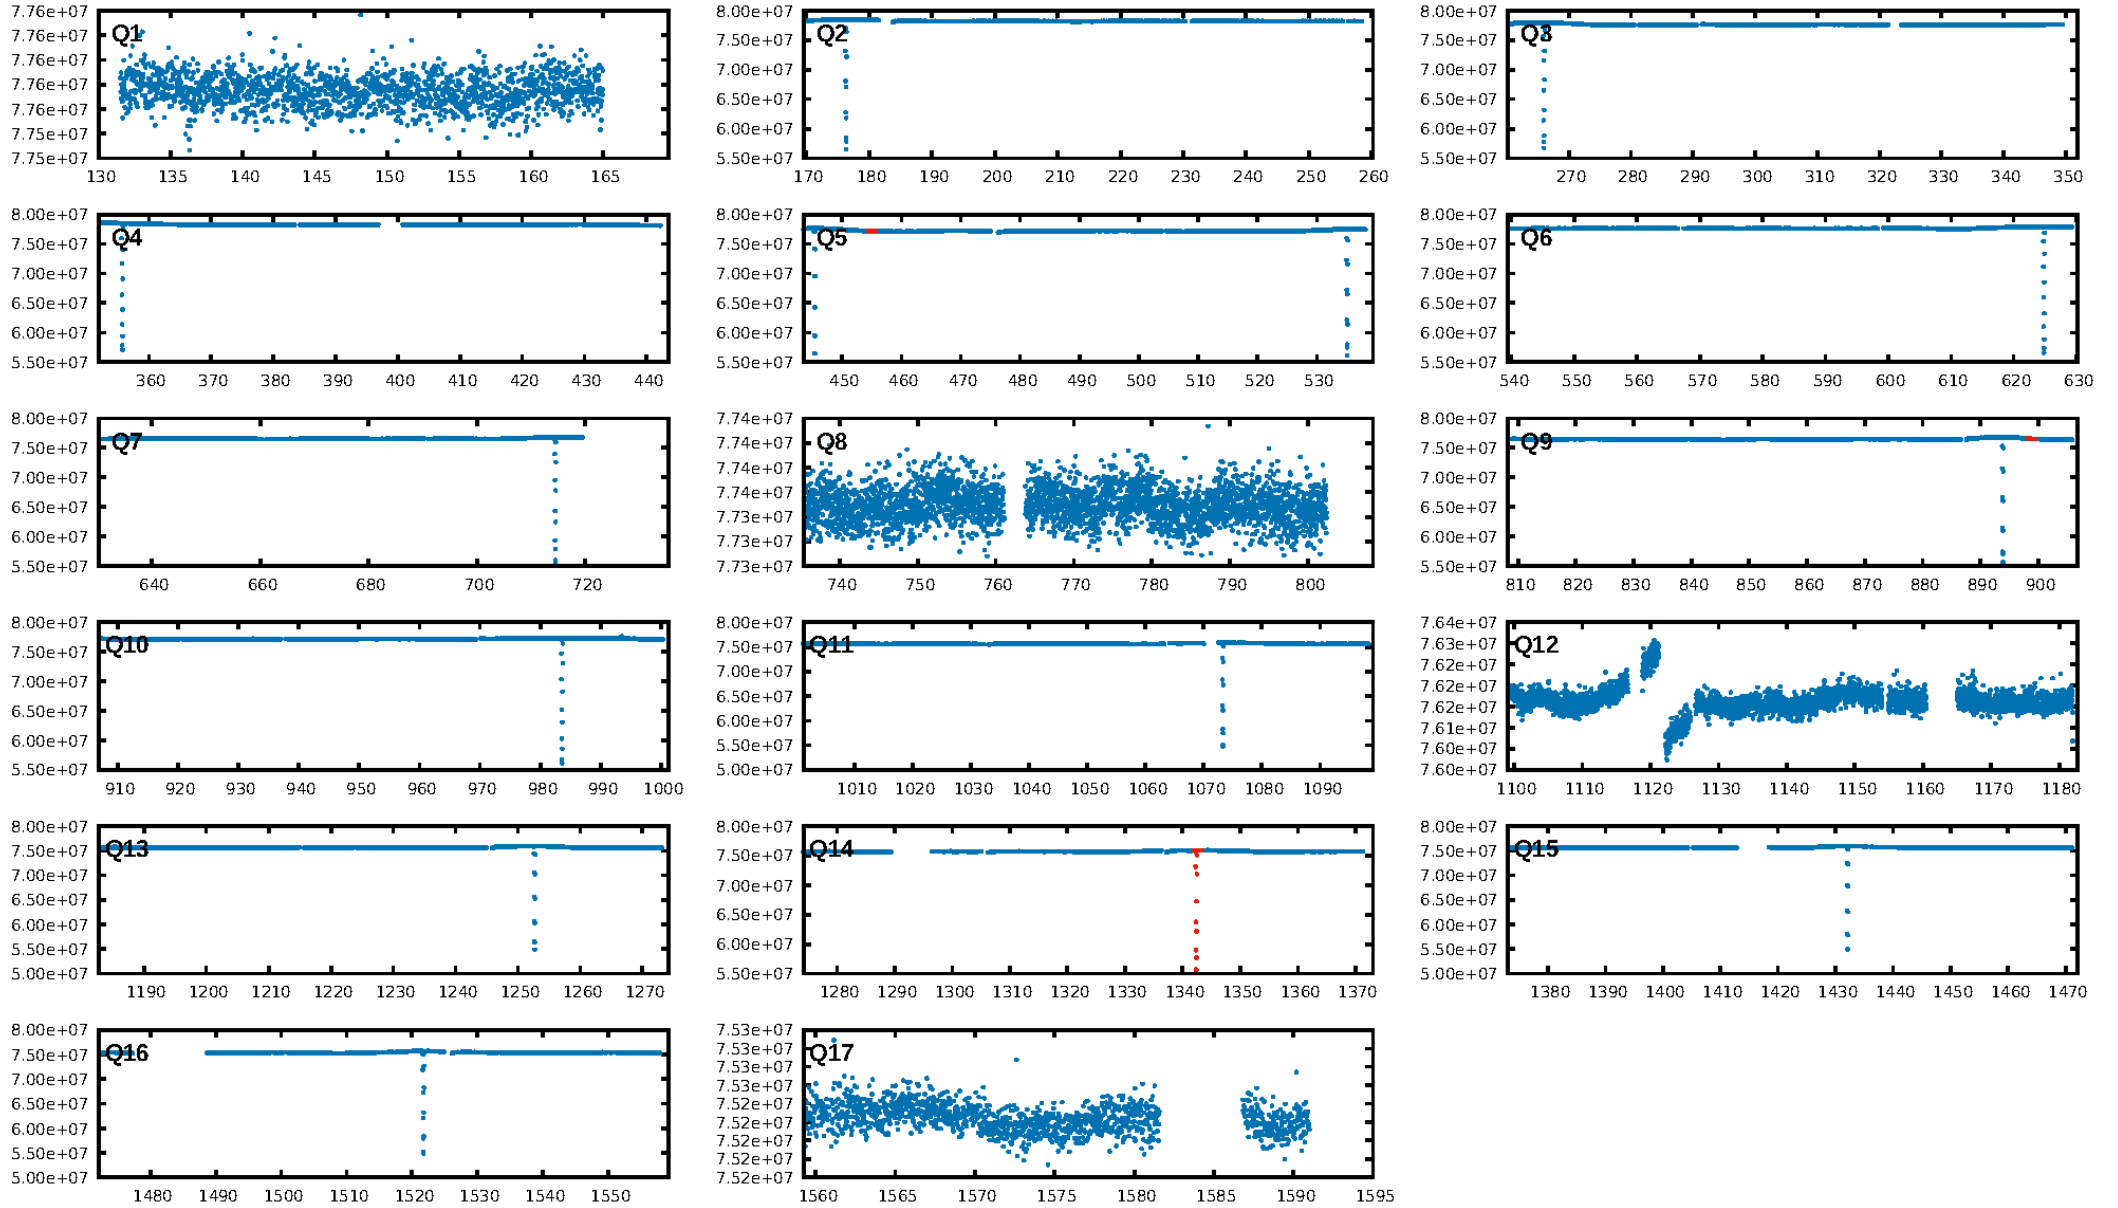 7.76e+07 7.76e+07 7.76e+07 7.76e+07 7.76e+07 7.75e+07 7.75e+07
Q1
130 135 140 145 150 155 160 165
8.00e+07 7.50e+07 7.00e+07 6.50e+07 6.00e+07 5.50e+07
Q2
170 180 190 200 210 220 230 240 250 260
8.00e+07 7.50e+07 7.00e+07 6.50e+07 6.00e+07 5.50e+07
Q3
270 280 290 300 310 320 330 340 350
8.00e+07 7.50e+07 7.00e+07 6.50e+07 6.00e+07 5.50e+07
Q4
360 370 380 390 400 410 420 430 440
8.00e+07 7.50e+07 7.00e+07 6.50e+07 6.00e+07 5.50e+07
Q5
450 460 470 480 490 500 510 520 530
8.00e+07 7.50e+07 7.00e+07 6.50e+07 6.00e+07 5.50e+07
Q6
540 550 560 570 580 590 600 610 620 630
8.00e+07 7.50e+07 7.00e+07 6.50e+07 6.00e+07 5.50e+07
Q7
640 660 680 700 720
7.74e+07 7.74e+07 7.74e+07 7.74e+07 7.73e+07 7.73e+07 7.73e+07
Q8
740 750 760 770 780 790 800
8.00e+07 7.50e+07 7.00e+07 6.50e+07 6.00e+07 5.50e+07
Q9
810 820 830 840 850 860 870 880 890 900
8.00e+07 7.50e+07 7.00e+07 6.50e+07 6.00e+07 5.50e+07
Q10
910 920 930 940 950 960 970 980 990 1000
8.00e+07 7.50e+07 7.00e+07 6.50e+07 6.00e+07 5.50e+07 5.00e+07
Q11
1010 1020 1030 1040 1050 1060 1070 1080 1090
7.64e+07 7.63e+07 7.62e+07 7.62e+07 7.62e+07 7.61e+07 7.60e+07 7.60e+07
Q12
1100 1110 1120 1130 1140 1150 1160 1170 1180
8.00e+07 7.50e+07 7.00e+07 6.50e+07 6.00e+07 5.50e+07 5.00e+07
Q13
1190 1200 1210 1220 1230 1240 1250 1260 1270
8.00e+07 7.50e+07 7.00e+07 6.50e+07 6.00e+07 5.50e+07
Q14
1280 1290 1300 1310 1320 1330 1340 1350 1360 1370
8.00e+07 7.50e+07 7.00e+07 6.50e+07 6.00e+07 5.50e+07 5.00e+07
Q15
1380 1390 1400 1410 1420 1430 1440 1450 1460 1470
8.00e+07 7.50e+07 7.00e+07 6.50e+07 6.00e+07 5.50e+07 5.00e+07
Q16
1480 1490 1500 1510 1520 1530 1540 1550
7.53e+07 7.53e+07 7.53e+07 7.53e+07 7.52e+07 7.52e+07 7.52e+07 7.52e+07 7.52e+07
Q17
1560 1565 1570 1575 1580 1585 1590 1595